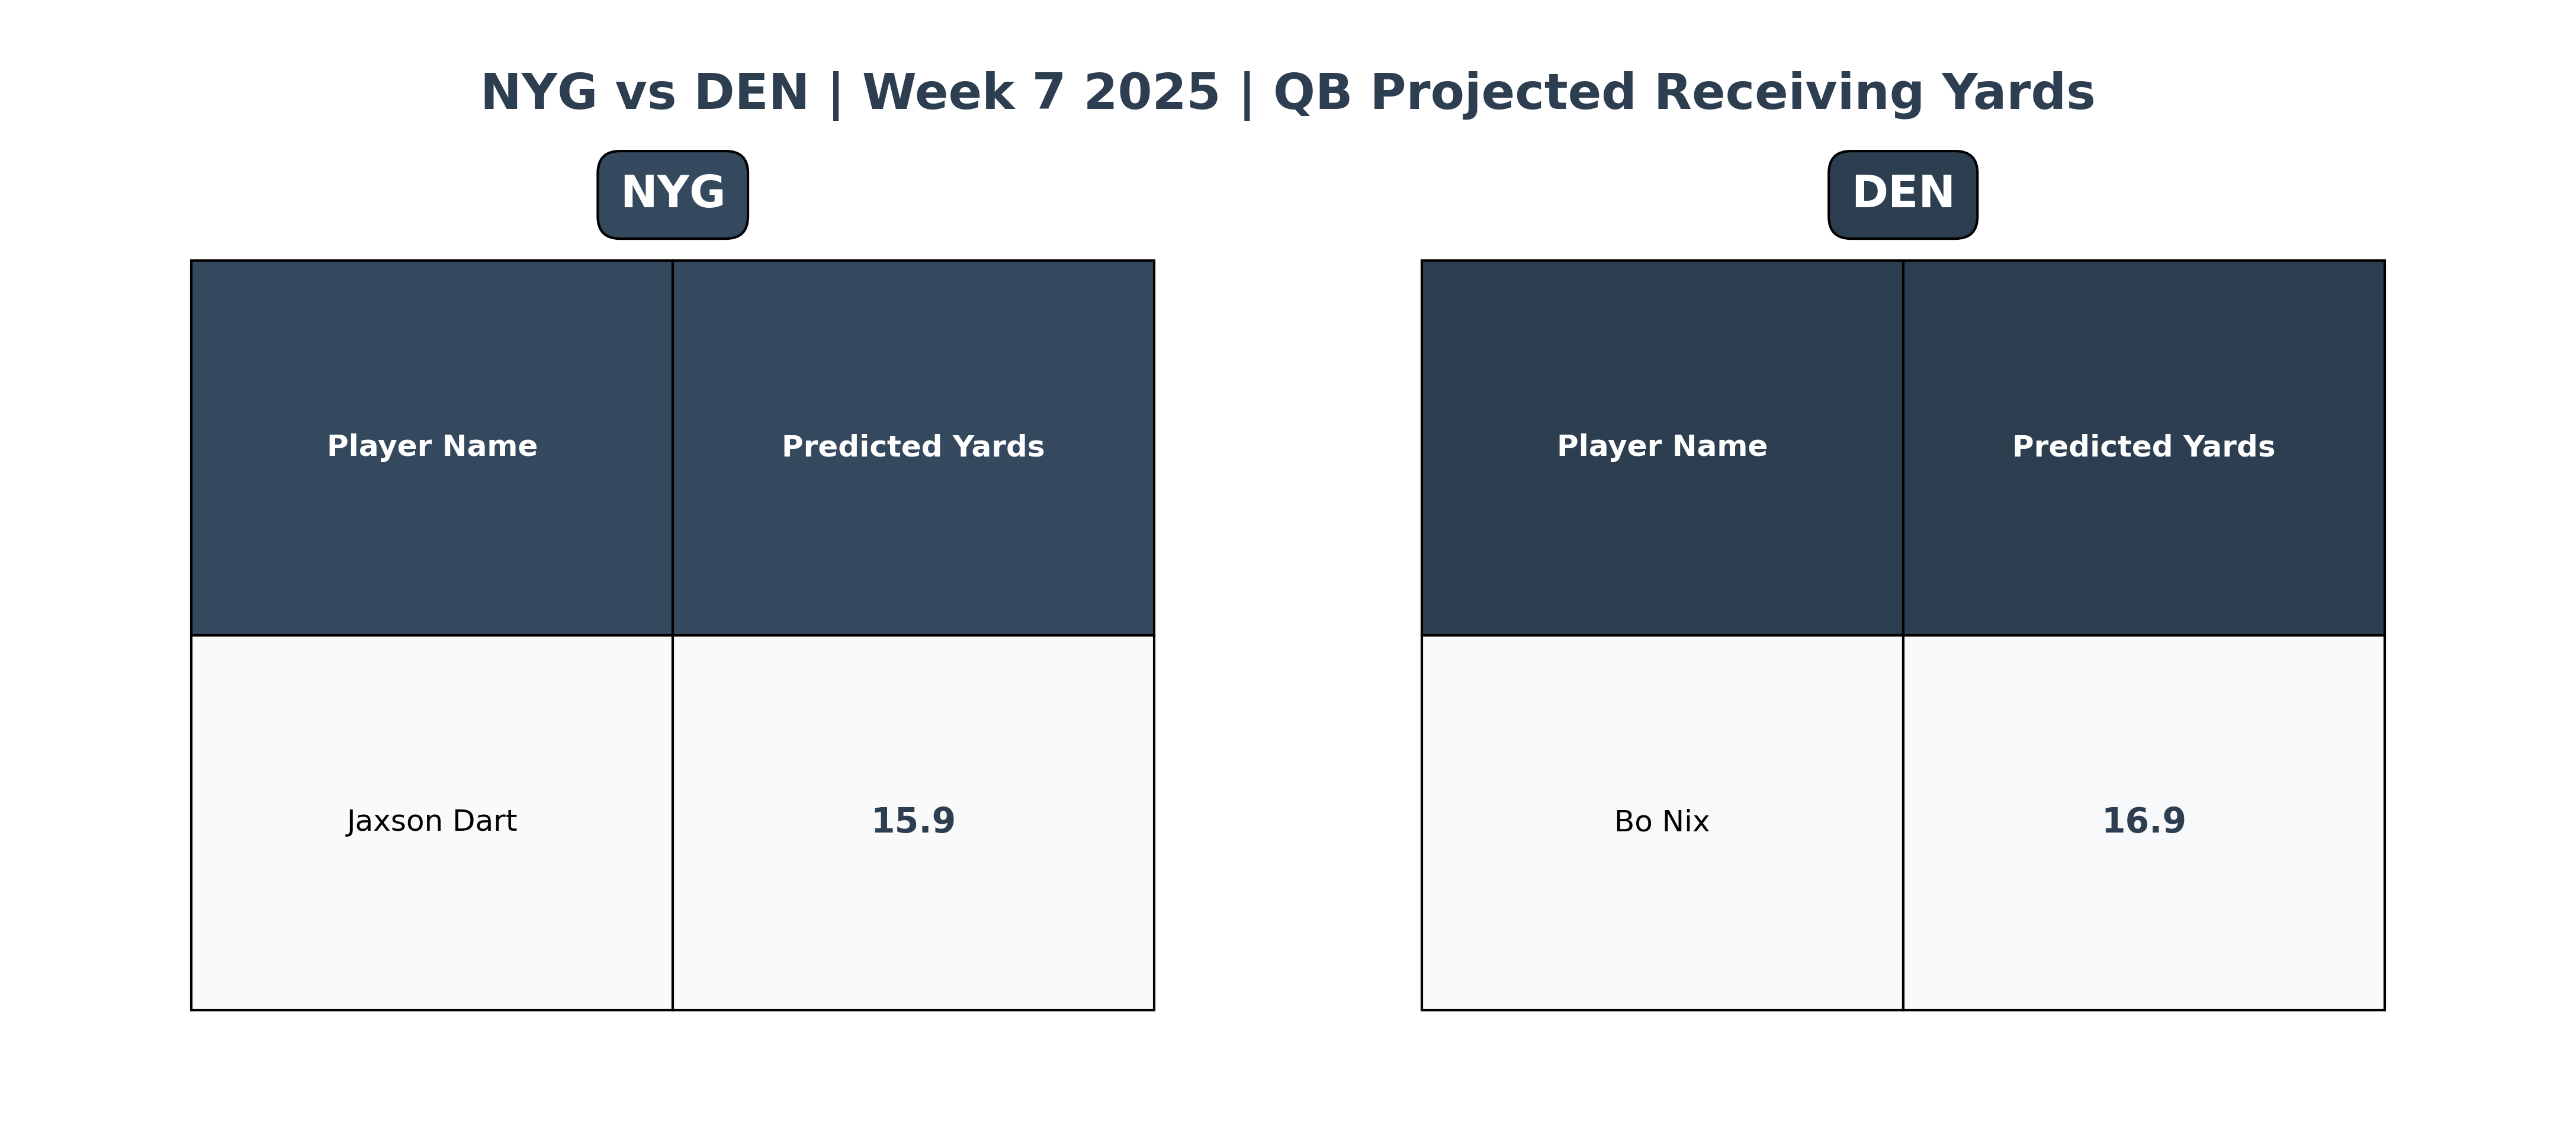 NYG vs DEN | Week 7 2025 | QB Projected Receiving Yards
NYG
Player Name Predicted Yards
Jaxson Dart 15.9
DEN
Player Name Predicted Yards
Bo Nix 16.9